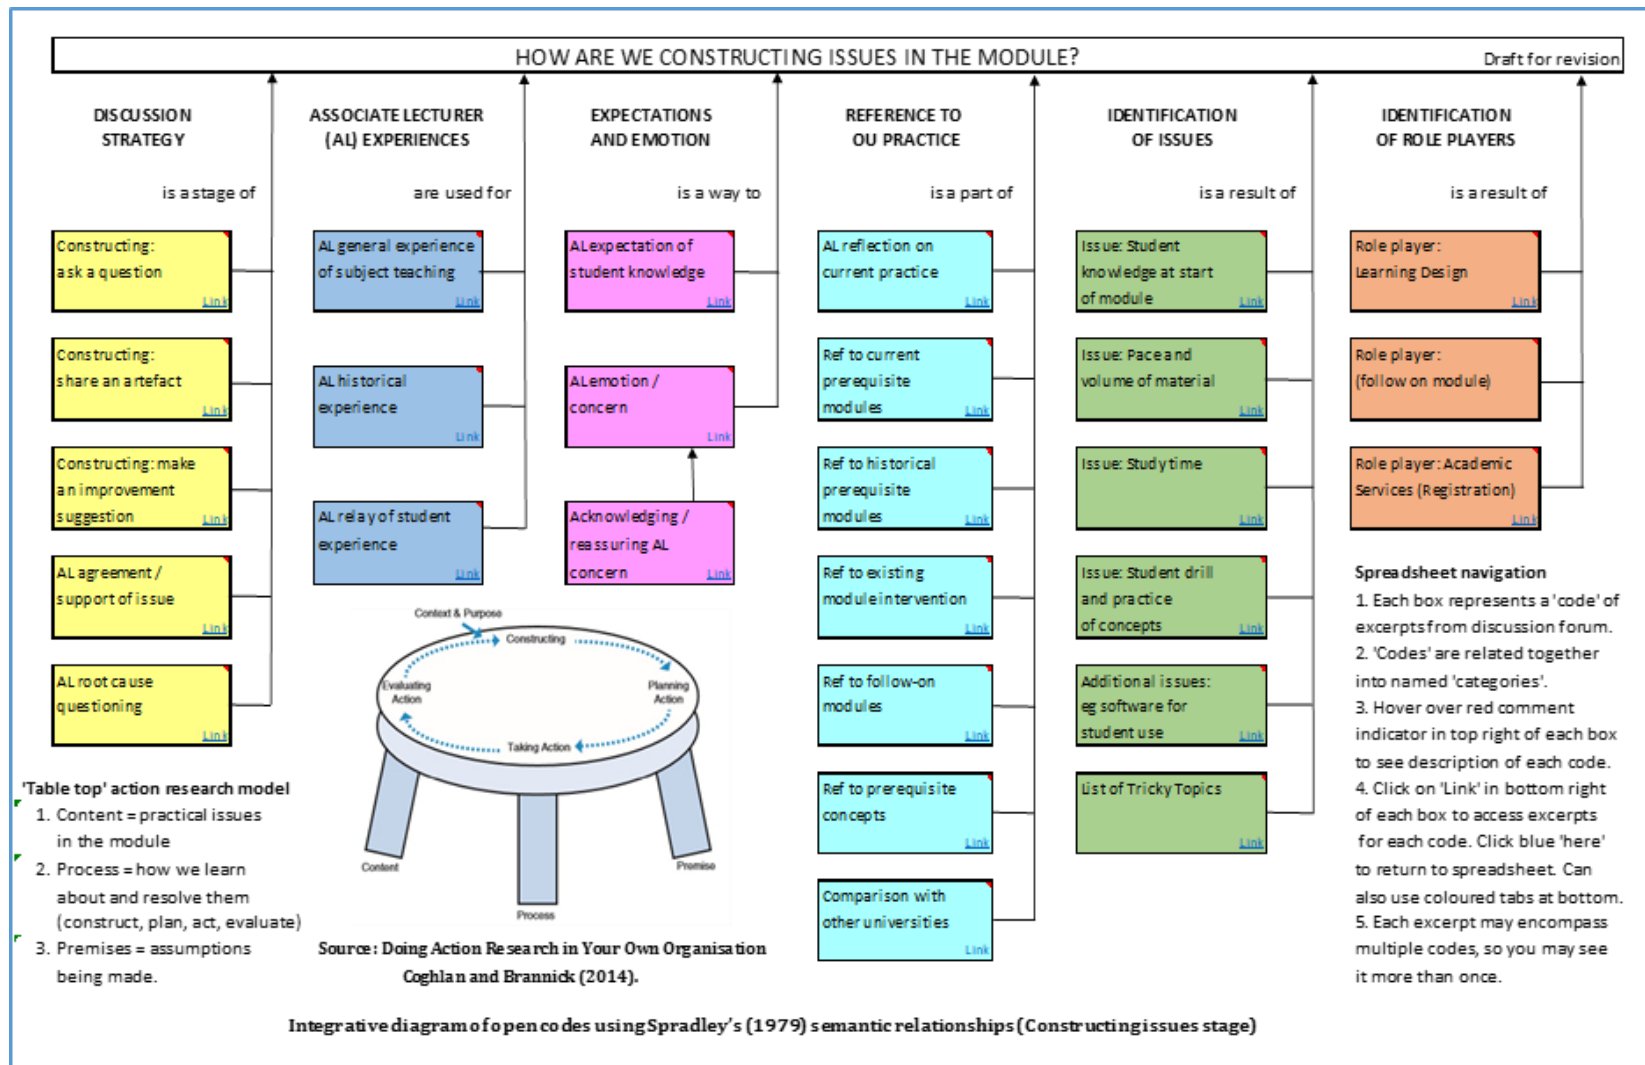 HOW ARE WE CONSTRUCTING ISSUES IN THE MODULE?
Draft for revision
DISCUSSION
STRATEGY
is a stage of
Constructing:
ask a question
Link
Constructing:
share an artefact
Link
Constructing: make
an improvement
suggestion
Link
AL agreement /
support of issue
Link
AL root cause
questioning
Link
ASSOCIATE LECTURER
(AL) EXPERIENCES
are used for
AL general experience
of subject teaching
Link
AL historical
experience
Link
AL relay of student
experience
Link
EXPECTATIONS
AND EMOTION
is a way to
AL expectation of
student knowledge
Link
AL emotion /
concern
Link
Acknowledging /
reassuring AL
concern
Link
REFERENCE TO
OU PRACTICE
is a part of
AL reflection on
current practice
Link
Ref to current
prerequisite
modules
Link
Ref to historical
prerequisite
modules
Link
Ref to existing
module intervention
Link
Ref to follow-on
modules
Link
Ref to prerequisite
concepts
Link
Comparison with
other universities
Link
IDENTIFICATION
OF ISSUES
is a result of
Issue: Student
knowledge at start
of module
Link
Issue: Pace and
volume of material
Link
Issue: Study time
Link
Issue: Student drill
and practice
of concepts
Link
Additional issues:
eg software for
student use
Link
List of Tricky Topics
Link
IDENTIFICATION
OF ROLE PLAYERS
is a result of
Role player:
Learning Design
Link
Role player:
(follow on module)
Link
Role player: Academic
Services (Registration)
Link
Spreadsheet navigation
1. Each box represents a 'code' of
excerpts from discussion forum.
2. 'Codes' are related together
into named 'categories'.
3. Hover over red comment
indicator in top right of each box
to see description of each code.
4. Click on 'Link' in bottom right
of each box to access excerpts
for each code. Click blue 'here'
to return to spreadsheet. Can
also use coloured tabs at bottom.
5. Each excerpt may encompass
multiple codes, so you may see
it more than once.
'Table top' action research model
1. Content = practical issues
in the module
2. Process = how we learn
about and resolve them
(construct, plan, act, evaluate)
3. Premises = assumptions
being made.
Context & Purpose
Constructing
Evaluating
Action
Planning
Action
Taking Action
Content
Process
Premise
Source: Doing Action Research in Your Own Organisation
Coghlan and Brannick (2014).
Integrative diagram of open codes using Spradley's (1979) semantic relationships (Constructing issues stage)